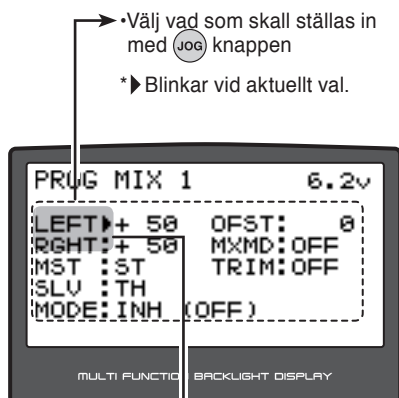 •Välj vad som skall ställas in
med JOG knappen
*▶Blinkar vid aktuellt val.
PROG MIX 1 6.2v
LEFT▶+ 50 OFST: 0
RGHT:+ 50 MXMD:OFF
MST :ST TRIM:OFF
SLV :TH
MODE:INH (OFF)
MULTI FUNCTION BACKLIGHT DISPLAY